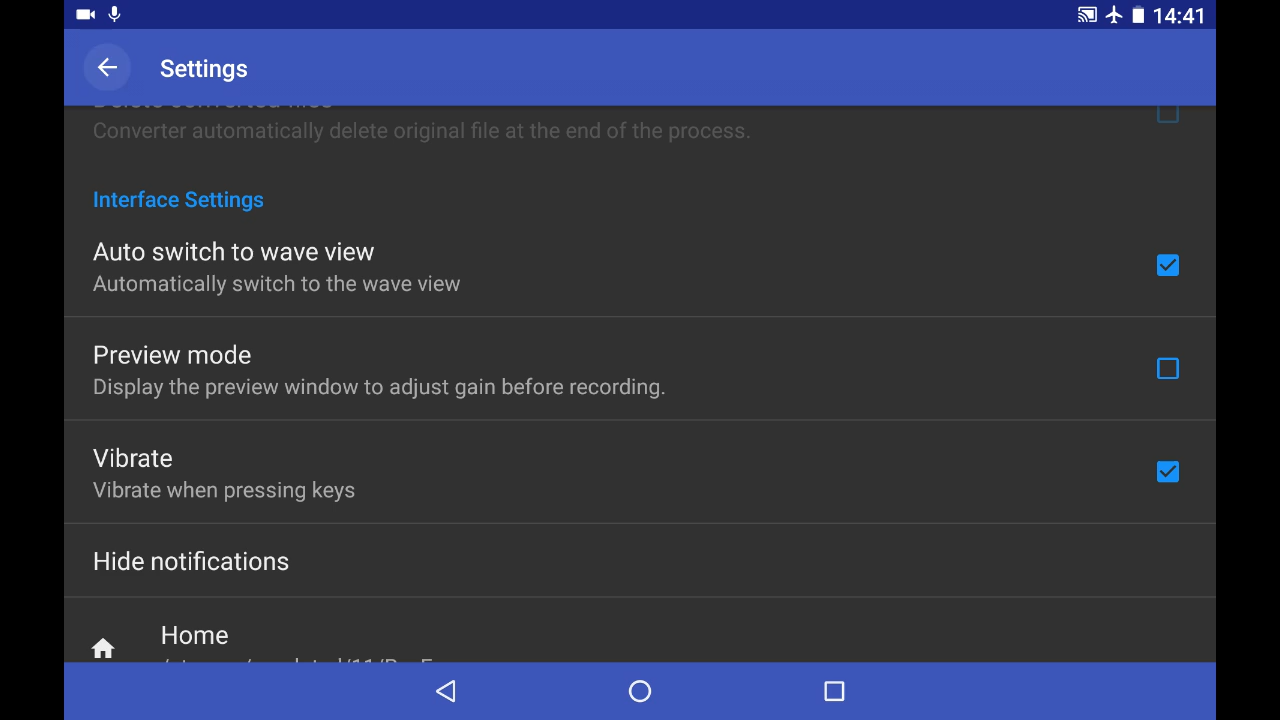 14:41
Settings
Converter automatically delete original file at the end of the process.
Interface Settings
Auto switch to wave view
Automatically switch to the wave view
Preview mode
Display the preview window to adjust gain before recording.
Vibrate
Vibrate when pressing keys
Hide notifications
Home